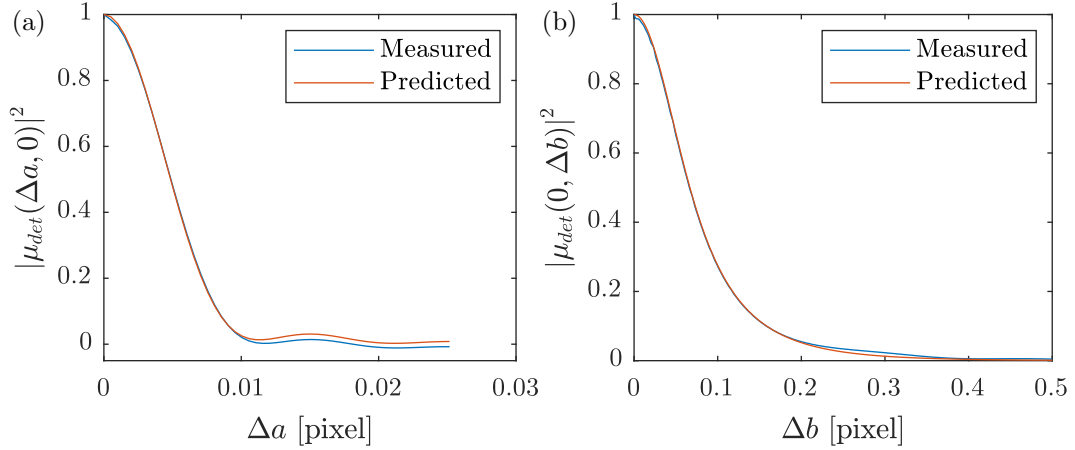 (a)
|μ_det(Δa, 0)|²
1
0.8
0.6
0.4
0.2
0
Measured
Predicted
0 0.01 0.02 0.03
Δa [pixel]
(b)
|μ_det(0, Δb)|²
1
0.8
0.6
0.4
0.2
0
Measured
Predicted
0 0.1 0.2 0.3 0.4 0.5
Δb [pixel]